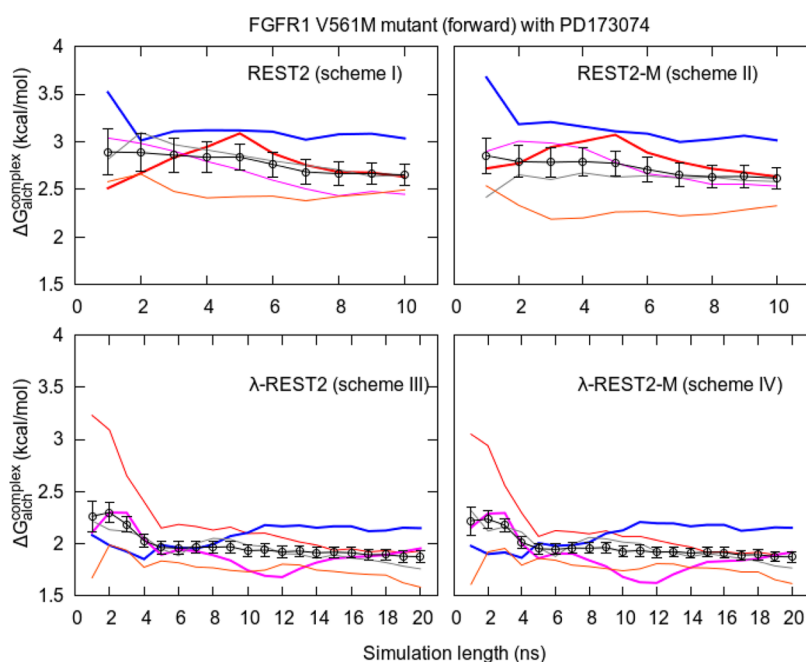 FGFR1 V561M mutant (forward) with PD173074
ΔG complex alch (kcal/mol)
4
3.5
3
2.5
2
1.5
REST2 (scheme I)
0 2 4 6 8 10
REST2-M (scheme II)
0 2 4 6 8 10
ΔG complex alch (kcal/mol)
4
3.5
3
2.5
2
1.5
λ-REST2 (scheme III)
0 2 4 6 8 10 12 14 16 18 20
λ-REST2-M (scheme IV)
0 2 4 6 8 10 12 14 16 18 20
Simulation length (ns)